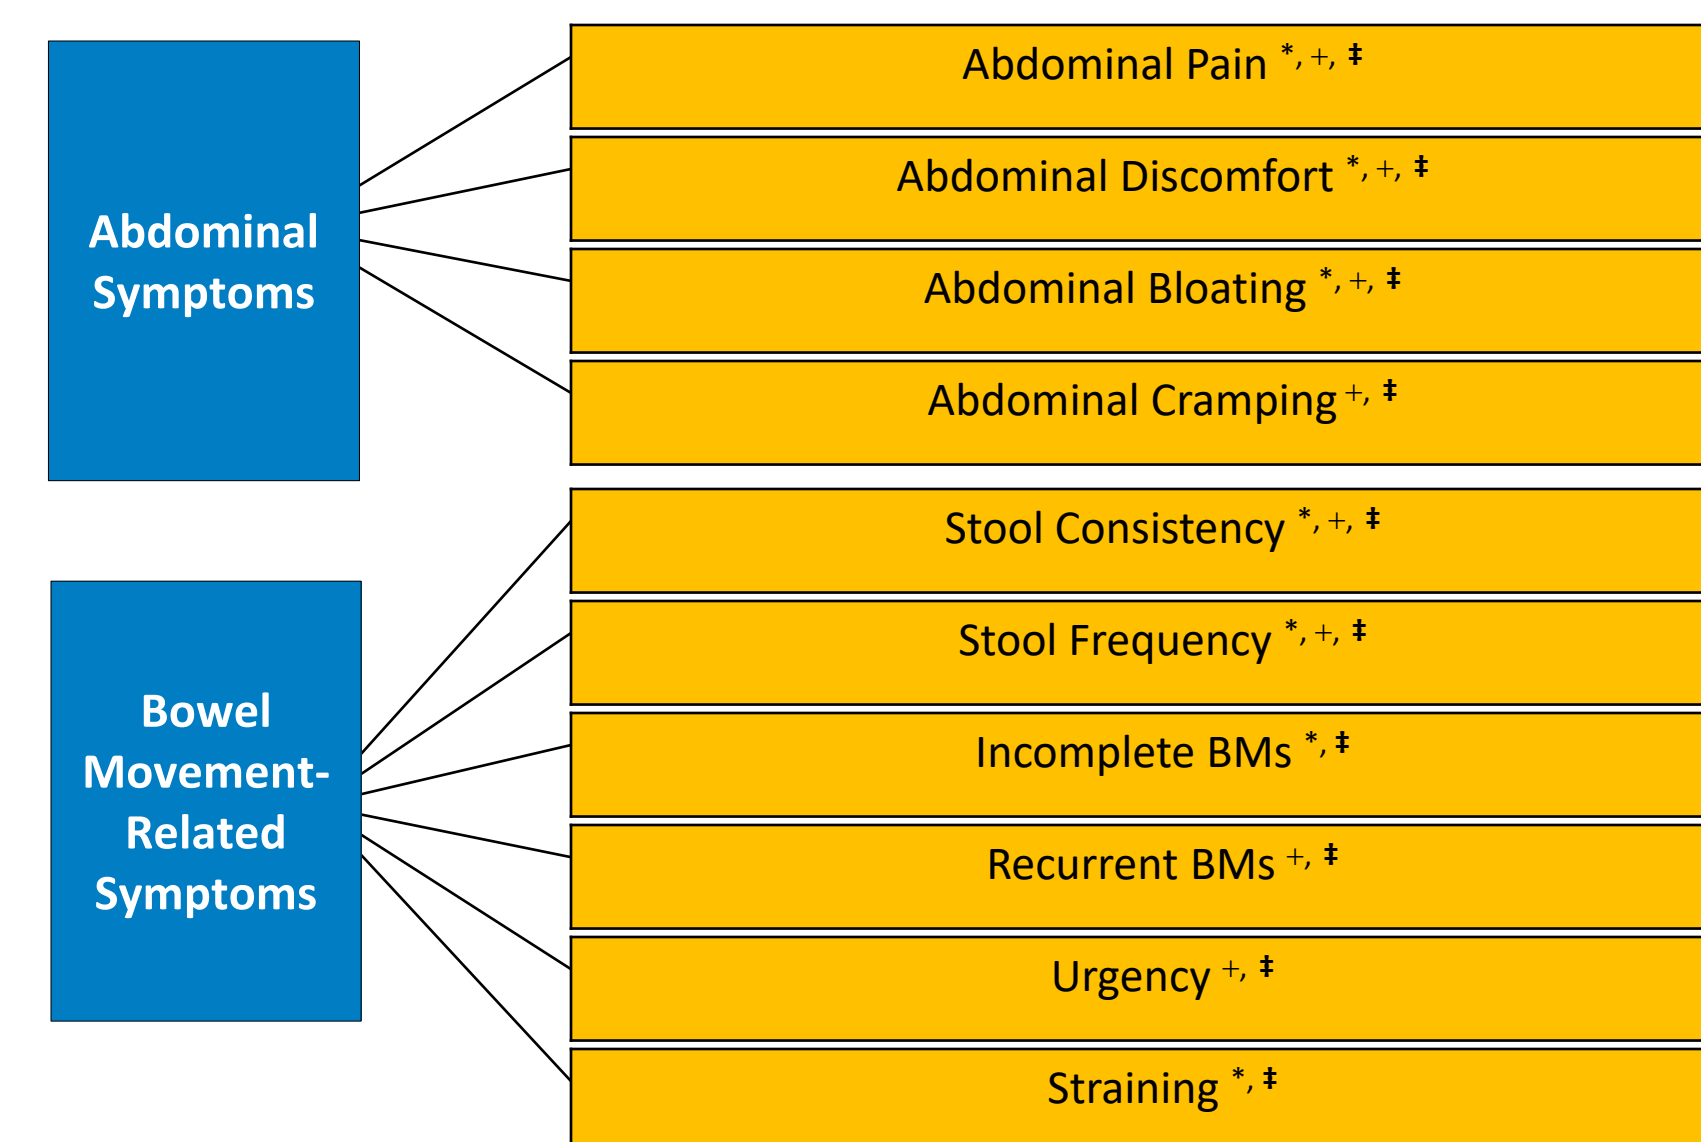 Abdominal
Symptoms
Abdominal Pain *, +, ‡
Abdominal Discomfort *, +, ‡
Abdominal Bloating *, +, ‡
Abdominal Cramping +, ‡
Bowel
Movement-
Related
Symptoms
Stool Consistency *, +, ‡
Stool Frequency *, +, ‡
Incomplete BMs *, ‡
Recurrent BMs +, ‡
Urgency +, ‡
Straining *, ‡